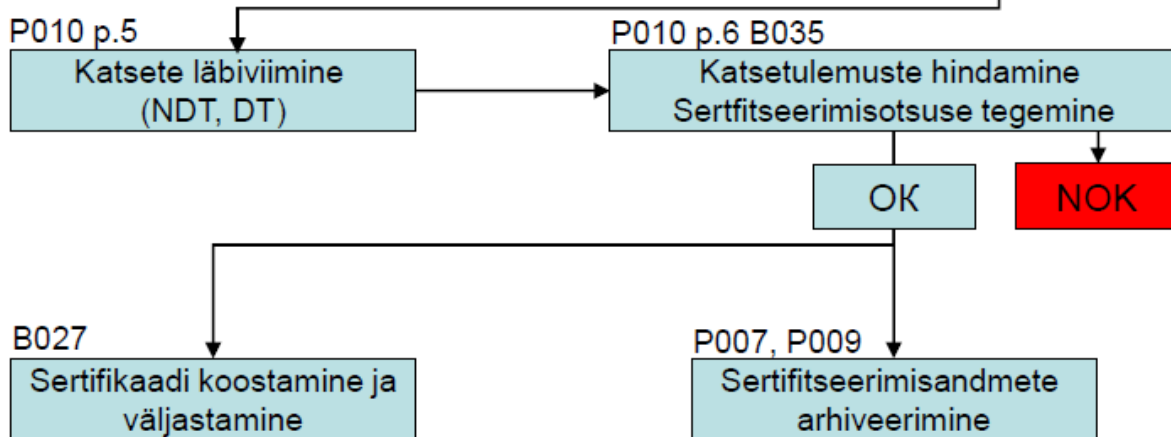 P010 p.5
Katsete läbiviimine
(NDT, DT)
P010 p.6 B035
Katsetulemuste hindamine
Sertfitseerimisotsuse tegemine
OK
NOK
B027
Sertifikaadi koostamine ja
väljastamine
P007, P009
Sertifitseerimisandmete
arhiveerimine